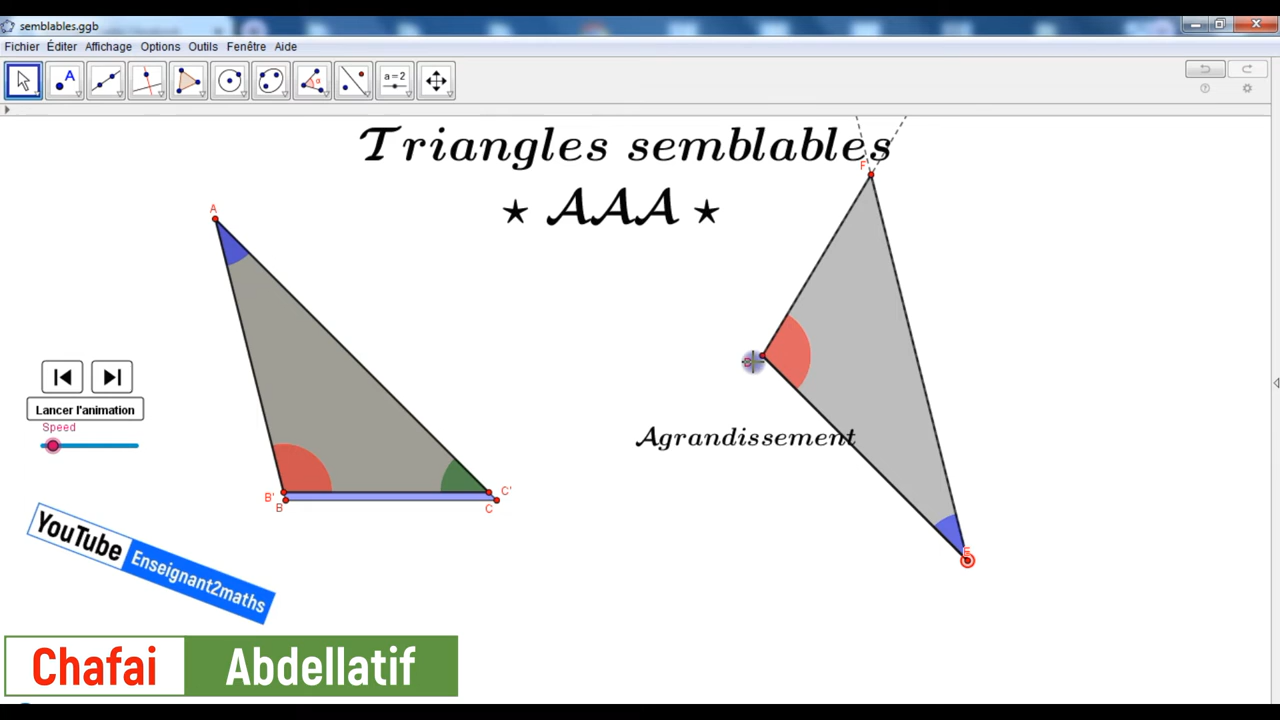 semblables.ggb
Fichier Éditer Affichage Options Outils Fenêtre Aide
A
α
a=2
Triangles semblables
★ AAA ★
F
A
Lancer l'animation
Speed
Agrandissement
B'
C'
B
C
E
YouTube Enseignant2maths
Chafai Abdellatif